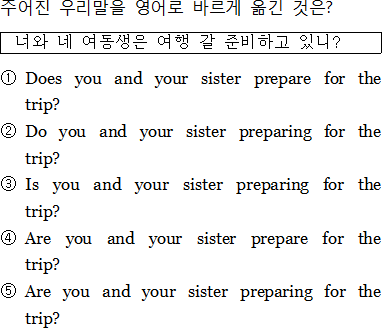 주어진 우리말을 영어로 바르게 옮긴 것은?
너와 네 여동생은 여행 갈 준비하고 있니?
① Does you and your sister prepare for the
trip?
② Do you and your sister preparing for the
trip?
③ Is you and your sister preparing for the
trip?
④ Are you and your sister prepare for the
trip?
⑤ Are you and your sister preparing for the
trip?